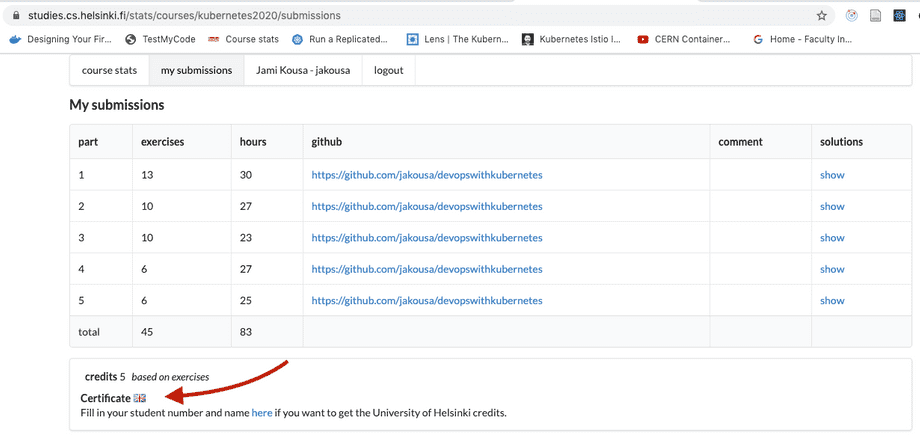 studies.cs.helsinki.fi/stats/courses/kubernetes2020/submissions
Designing Your Fir... TestMyCode Course stats Run a Replicated... Lens | The Kubern... Kubernetes Istio I... CERN Container... Home - Faculty In...
course stats my submissions Jami Kousa - jakousa logout
My submissions
part exercises hours github comment solutions
1 13 30 https://github.com/jakousa/devopswithkubernetes show
2 10 27 https://github.com/jakousa/devopswithkubernetes show
3 10 23 https://github.com/jakousa/devopswithkubernetes show
4 6 27 https://github.com/jakousa/devopswithkubernetes show
5 6 25 https://github.com/jakousa/devopswithkubernetes show
total 45 83
credits 5 based on exercises
Certificate
Fill in your student number and name here if you want to get the University of Helsinki credits.